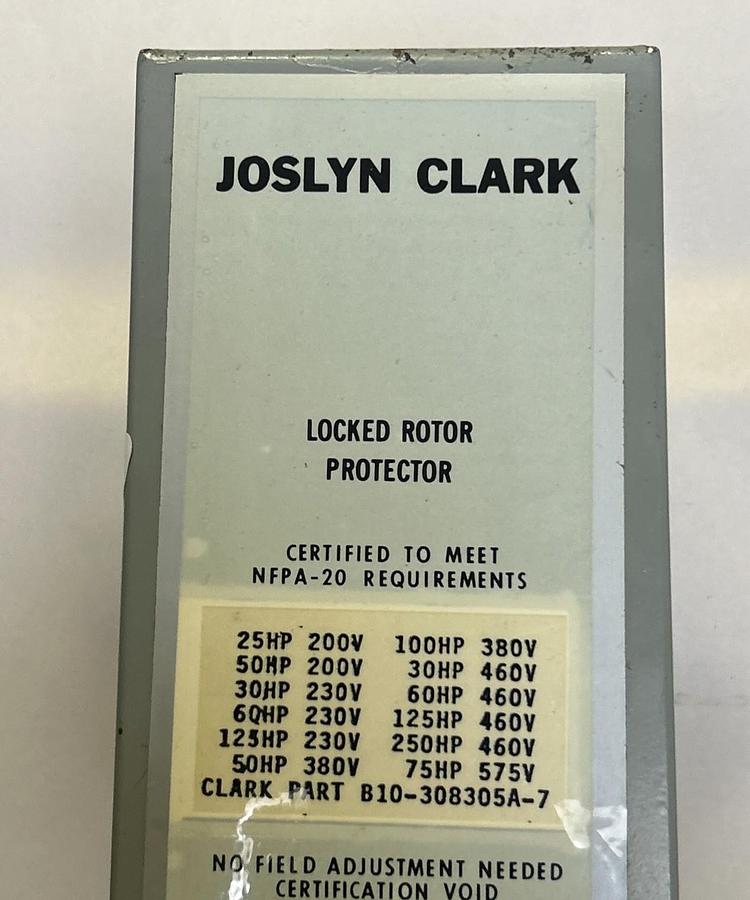 JOSLYN CLARK
LOCKED ROTOR
PROTECTOR
CERTIFIED TO MEET
NFPA-20 REQUIREMENTS
25HP 200V 100HP 380V
50HP 200V 30HP 460V
30HP 230V 60HP 460V
60HP 230V 125HP 460V
125HP 230V 250HP 460V
50HP 380V 75HP 575V
CLARK PART B10-308305A-7
NO FIELD ADJUSTMENT NEEDED
CERTIFICATION VOID